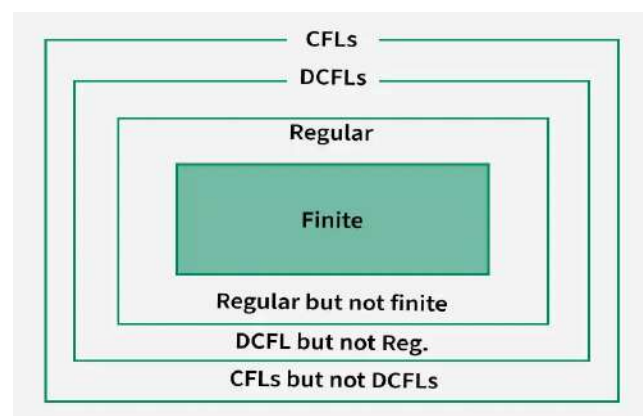 CFLs
DCFLs
Regular
Finite
Regular but not finite
DCFL but not Reg.
CFLs but not DCFLs